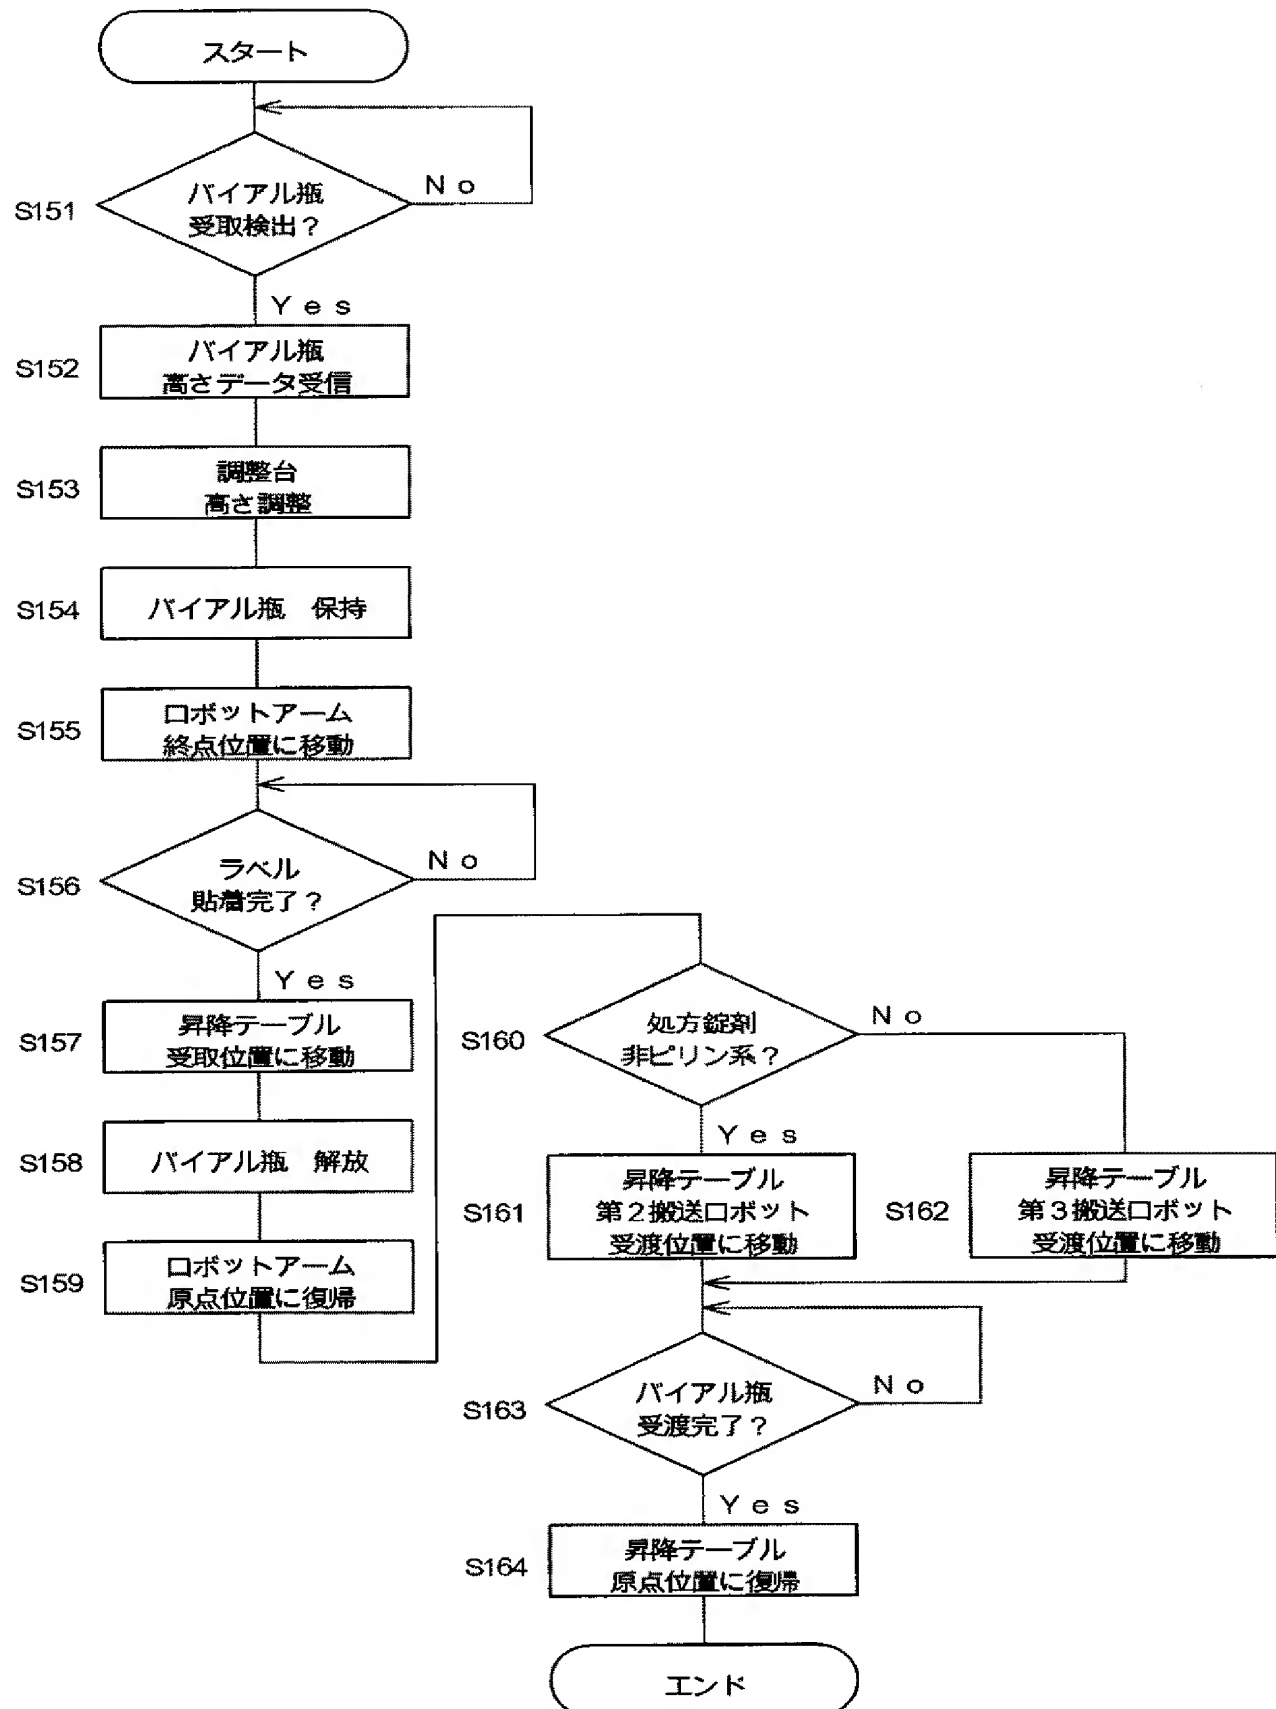 スタート
S151
バイアル瓶
受取検出？
No
Yes
S152
バイアル瓶
高さデータ受信
S153
調整台
高さ調整
S154
バイアル瓶　保持
S155
ロボットアーム
終点位置に移動
S156
ラベル
貼着完了？
No
Yes
S157
昇降テーブル
受取位置に移動
S158
バイアル瓶　解放
S159
ロボットアーム
原点位置に復帰
S160
処方錠剤
非ピリン系？
No
Yes
S161
昇降テーブル
第２搬送ロボット
受渡位置に移動
S162
昇降テーブル
第３搬送ロボット
受渡位置に移動
S163
バイアル瓶
受渡完了？
No
Yes
S164
昇降テーブル
原点位置に復帰
エンド